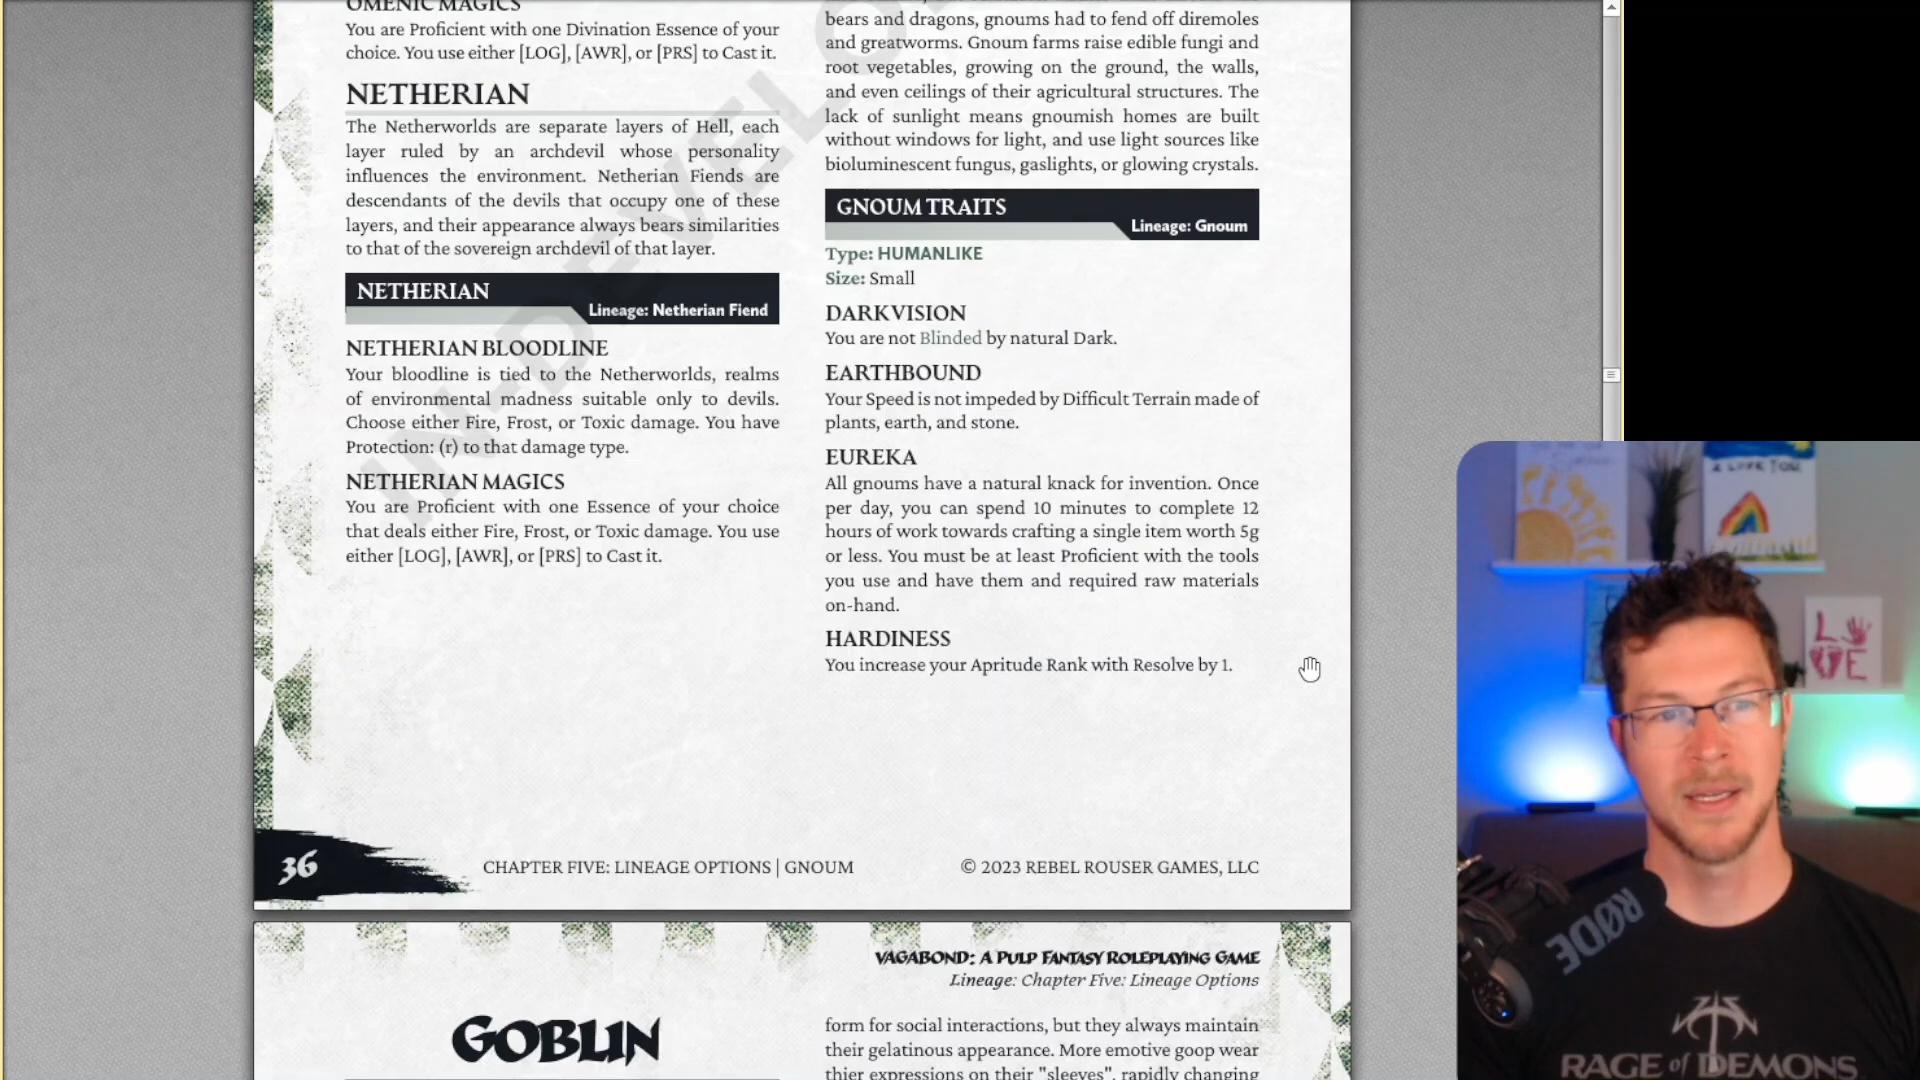 OMENIC MAGICS
You are Proficient with one Divination Essence of your
choice. You use either [LOG], [AWR], or [PRS] to Cast it.
NETHERIAN
The Netherworlds are separate layers of Hell, each
layer ruled by an archdevil whose personality
influences the environment. Netherian Fiends are
descendants of the devils that occupy one of these
layers, and their appearance always bears similarities
to that of the sovereign archdevil of that layer.
NETHERIAN
Lineage: Netherian Fiend
NETHERIAN BLOODLINE
Your bloodline is tied to the Netherworlds, realms
of environmental madness suitable only to devils.
Choose either Fire, Frost, or Toxic damage. You have
Protection: (r) to that damage type.
NETHERIAN MAGICS
You are Proficient with one Essence of your choice
that deals either Fire, Frost, or Toxic damage. You use
either [LOG], [AWR], or [PRS] to Cast it.
bears and dragons, gnoums had to fend off diremoles
and greatworms. Gnoum farms raise edible fungi and
root vegetables, growing on the ground, the walls,
and even ceilings of their agricultural structures. The
lack of sunlight means gnoumish homes are built
without windows for light, and use light sources like
bioluminescent fungus, gaslights, or glowing crystals.
GNOUM TRAITS
Lineage: Gnoum
Type: HUMANLIKE
Size: Small
DARKVISION
You are not Blinded by natural Dark.
EARTHBOUND
Your Speed is not impeded by Difficult Terrain made of
plants, earth, and stone.
EUREKA
All gnoums have a natural knack for invention. Once
per day, you can spend 10 minutes to complete 12
hours of work towards crafting a single item worth 5g
or less. You must be at least Proficient with the tools
you use and have them and required raw materials
on-hand.
HARDINESS
You increase your Apritude Rank with Resolve by 1.
IN-DEVELO
36
CHAPTER FIVE: LINEAGE OPTIONS | GNOUM
© 2023 REBEL ROUSER GAMES, LLC
VAGABOND: A PULP FANTASY ROLEPLAYING GAME
Lineage: Chapter Five: Lineage Options
GOBLIN
form for social interactions, but they always maintain
their gelatinous appearance. More emotive goop wear
thier expressions on their "sleeves", rapidly changing
I LOVE YOU
L
VE
RØDE
RAGE of DEMONS